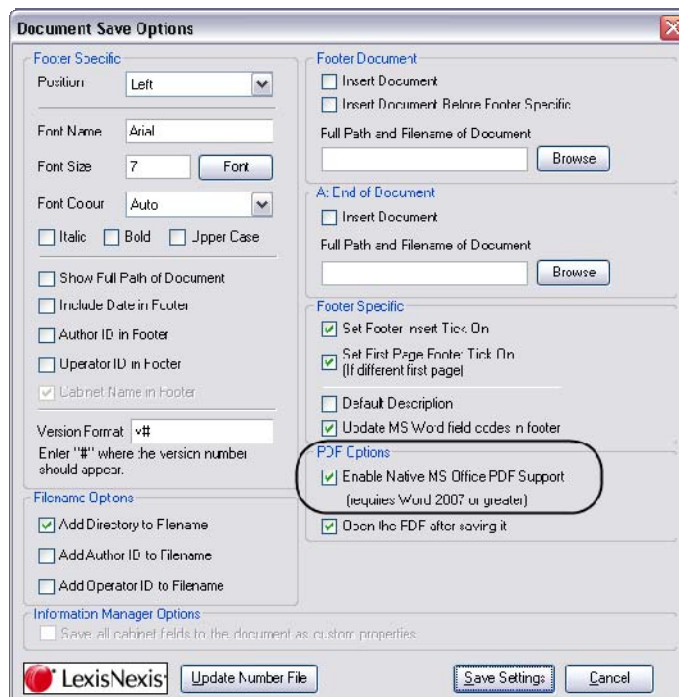 Document Save Options
Footer Specific
Position
Left
Font Name
Arial
Font Size
7
Font
Font Colour
Auto
Italic
Bold
Upper Case
Show Full Path of Document
Include Date in Footer
Author ID in Footer
Operator ID in Footer
Cabinet Name in Footer
Version Format
v#
Enter "#" where the version number
should appear.
Filename Options
Add Directory to Filename
Add Author ID to Filename
Add Operator ID to Filename
Footer Document
Insert Document
Insert Document Before Footer Specific
Full Path and Filename of Document
Browse
At End of Document
Insert Document
Full Path and Filename of Document
Browse
Footer Specific
Set Footer Insert Tick On
Set First Page Footer Tick On
(If different first page)
Default Description
Update MS Word field codes in footer
PDF Options
Enable Native MS Office PDF Support
(requires Word 2007 or greater)
Open the PDF after saving it
Information Manager Options
Save all cabinet fields to the document as custom properties
LexisNexis
Update Number File
Save Settings
Cancel